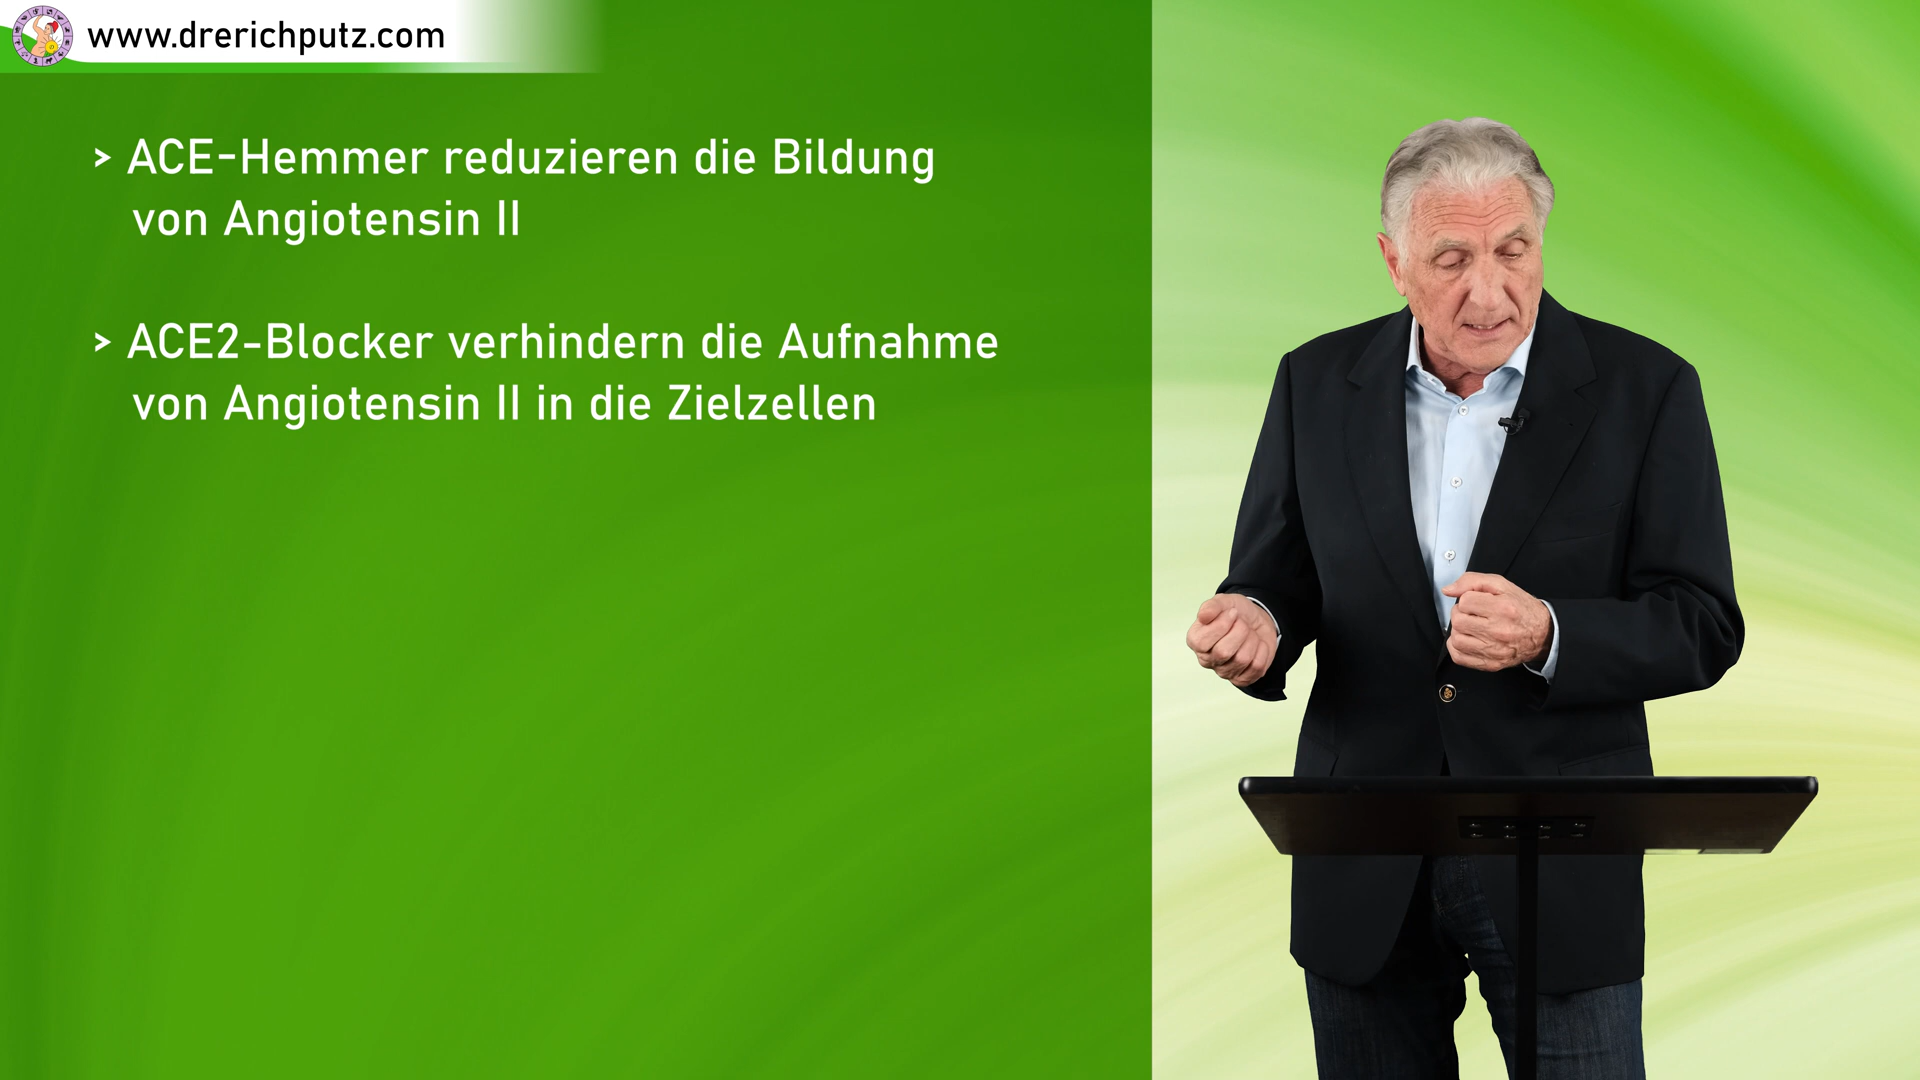 www.drerichputz.com
> ACE-Hemmer reduzieren die Bildung
von Angiotensin II
> ACE2-Blocker verhindern die Aufnahme
von Angiotensin II in die Zielzellen